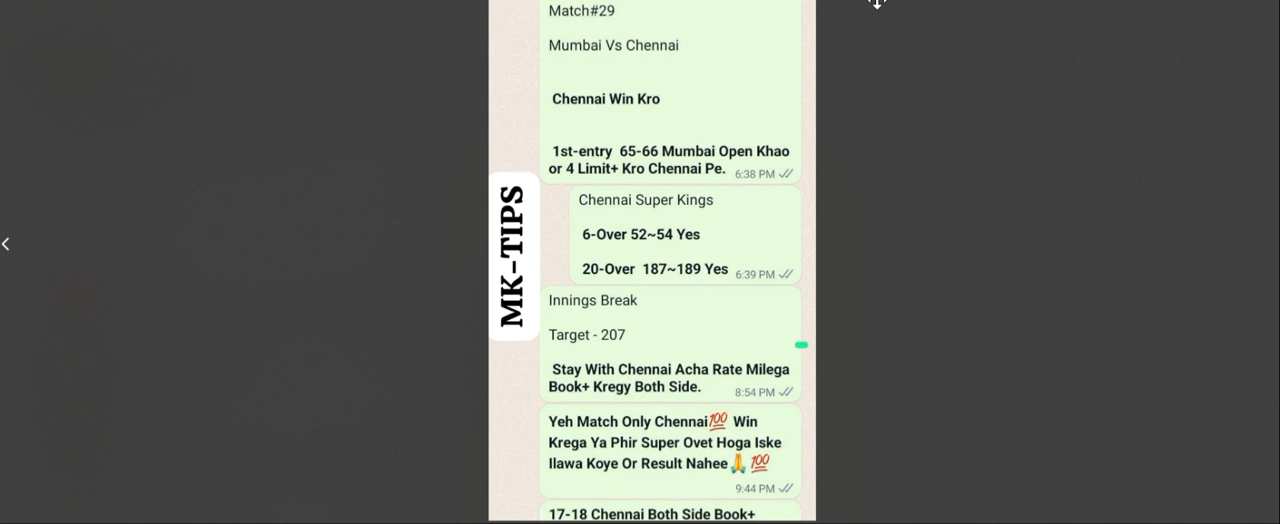 Match#29
Mumbai Vs Chennai
Chennai Win Kro
1st-entry 65-66 Mumbai Open Khao
or 4 Limit+ Kro Chennai Pe. 6:38 PM
MK-TIPS
Chennai Super Kings
6-Over 52~54 Yes
20-Over 187~189 Yes 6:39 PM
Innings Break
Target - 207
Stay With Chennai Acha Rate Milega
Book+ Kregy Both Side. 8:54 PM
Yeh Match Only Chennai💯 Win
Krega Ya Phir Super Ovet Hoga Iske
Ilawa Koye Or Result Nahee🙏💯
9:44 PM
17-18 Chennai Both Side Book+